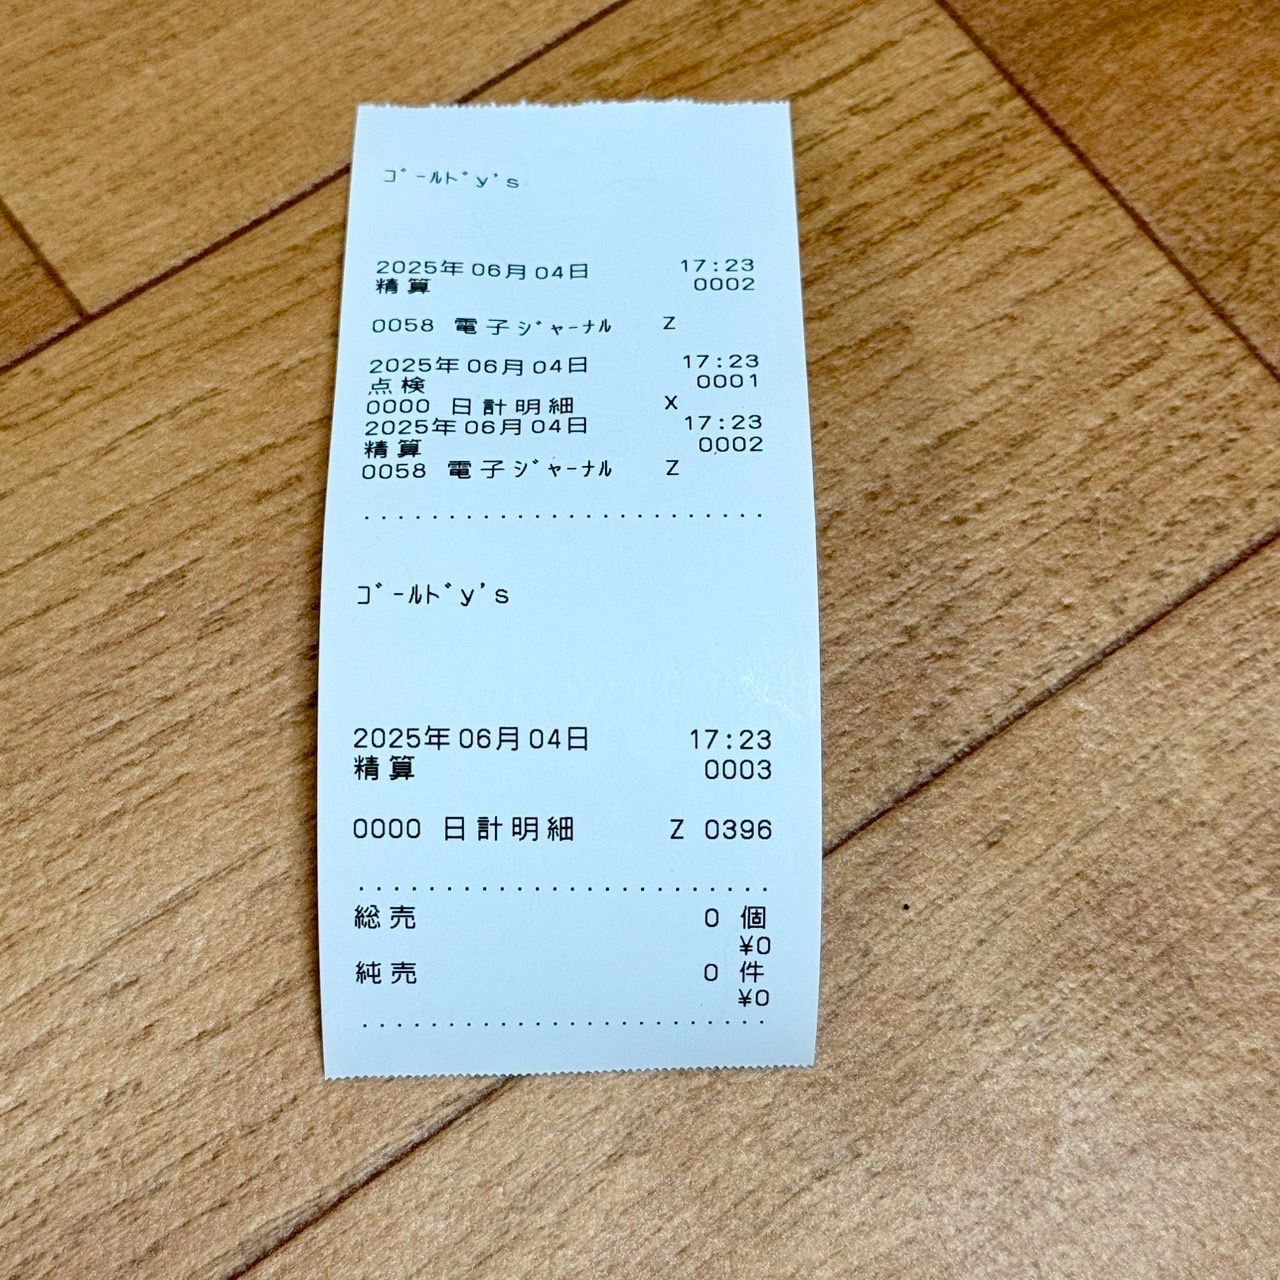 ｺﾞｰﾙﾄﾞy's
2025年06月04日 17:23
精算 0002
0058 電子ｼﾞｬｰﾅﾙ Z
2025年06月04日 17:23
点検 0001
0000 日計明細 X
2025年06月04日 17:23
精算 0002
0058 電子ｼﾞｬｰﾅﾙ Z
........................
ｺﾞｰﾙﾄﾞy's
2025年06月04日 17:23
精算 0003
0000 日計明細 Z 0396
........................
総売 0 個
¥0
純売 0 件
¥0
........................